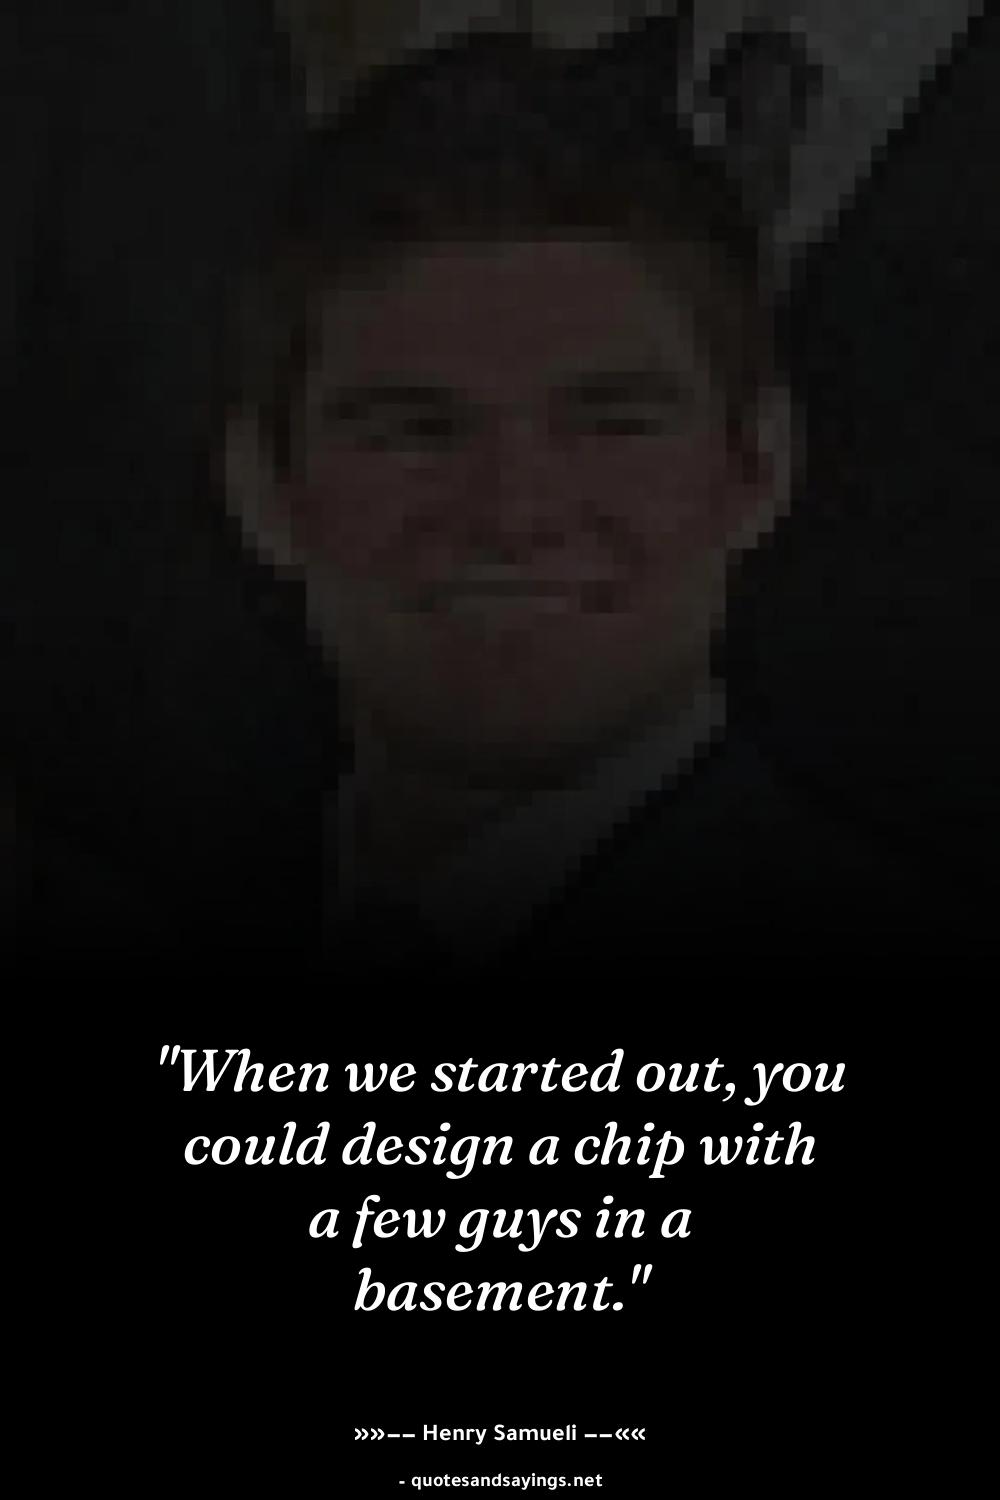 "When we started out, you
could design a chip with
a few guys in a
basement."
»»−− Henry Samueli −−««
- quotesandsayings.net